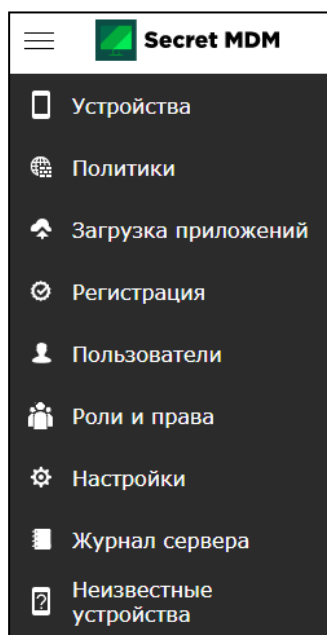 Secret MDM
Устройства
Политики
Загрузка приложений
Регистрация
Пользователи
Роли и права
Настройки
Журнал сервера
Неизвестные
устройства